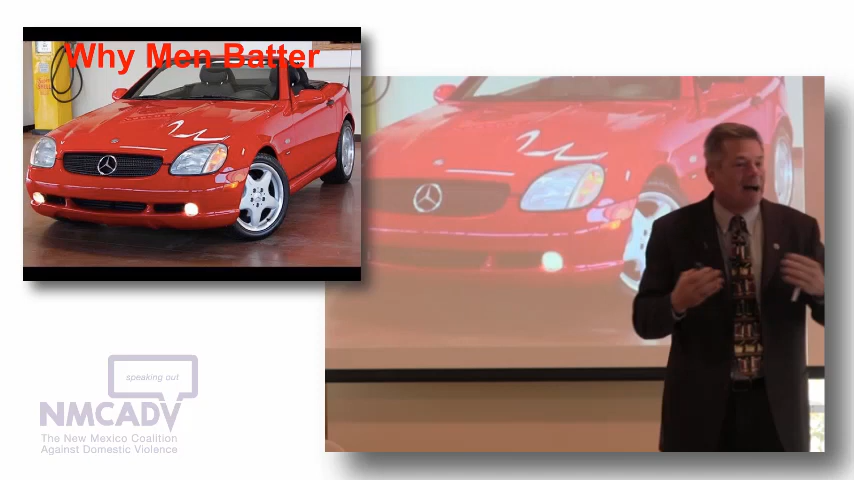 Why Men Batter
speaking out
NMCADV
The New Mexico Coalition
Against Domestic Violence